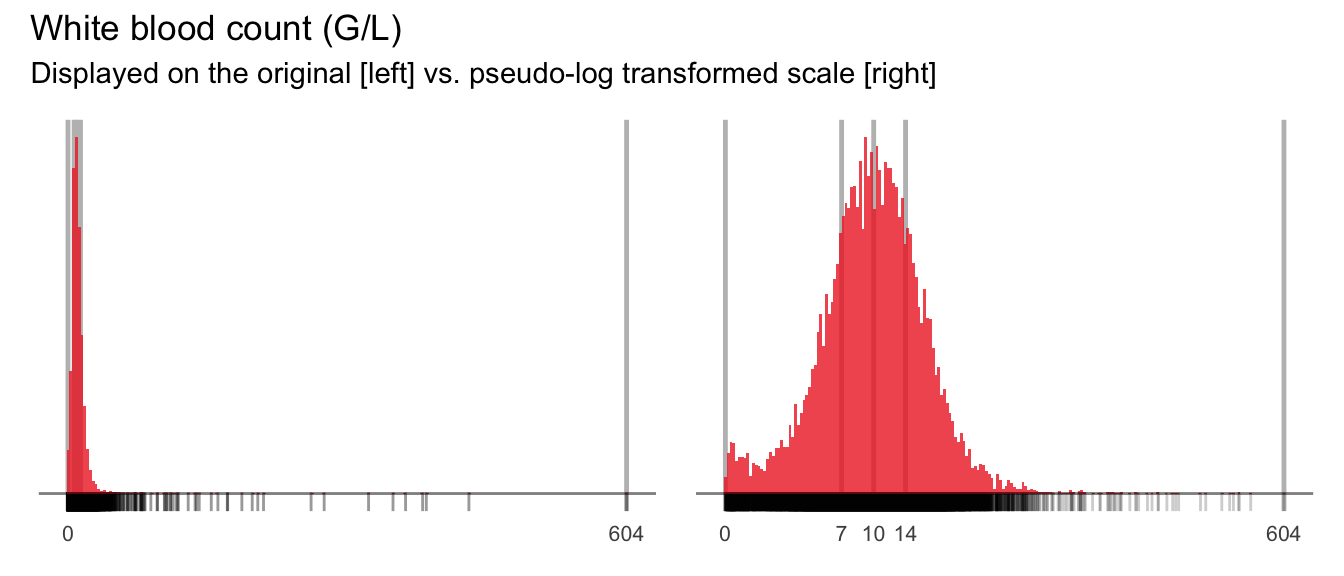 White blood count (G/L)
Displayed on the original [left] vs. pseudo-log transformed scale [right]
0 604
0 7 10 14 604